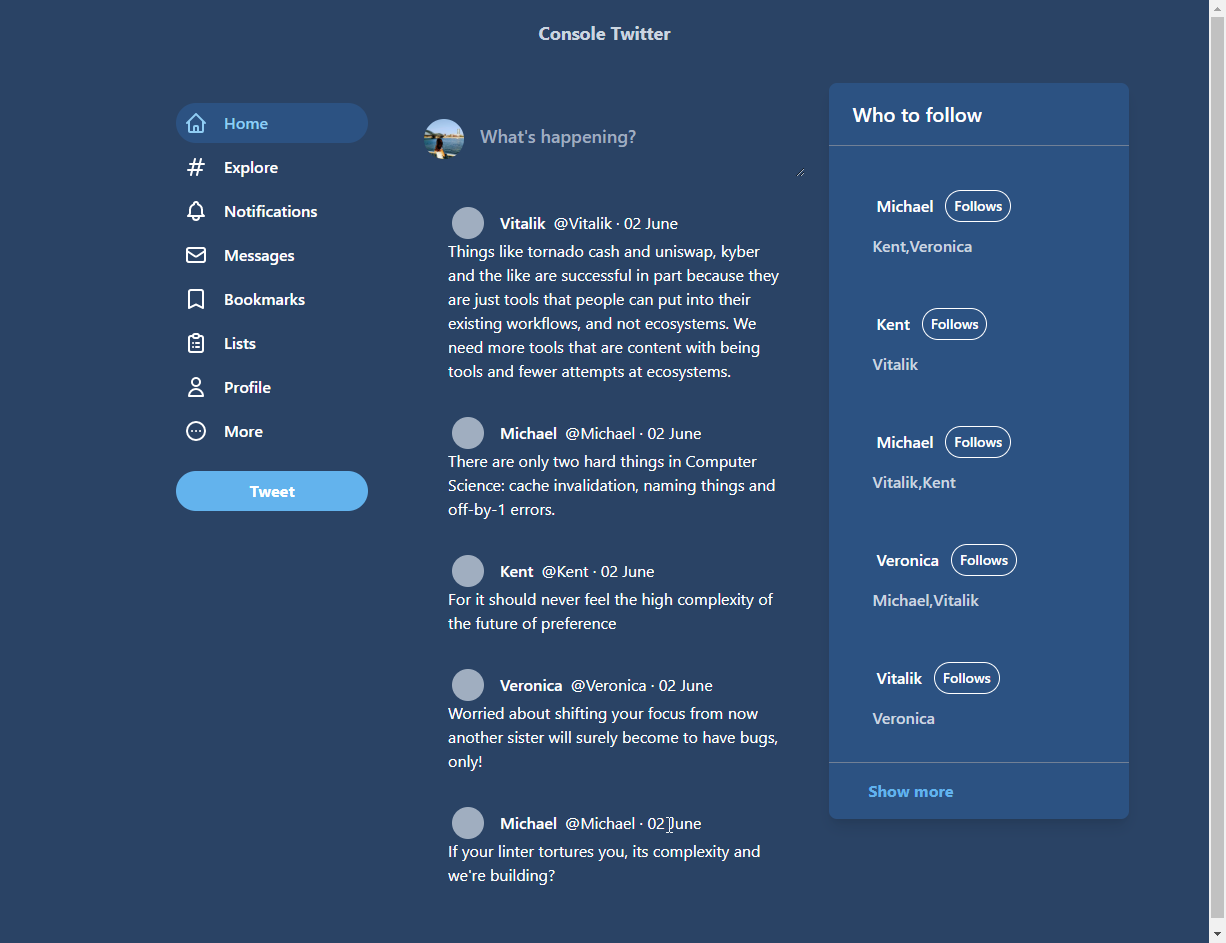 Console Twitter
Home
Explore
Notifications
Messages
Bookmarks
Lists
Profile
More
Tweet
What's happening?
Vitalik @Vitalik · 02 June
Things like tornado cash and uniswap, kyber
and the like are successful in part because they
are just tools that people can put into their
existing workflows, and not ecosystems. We
need more tools that are content with being
tools and fewer attempts at ecosystems.
Michael @Michael · 02 June
There are only two hard things in Computer
Science: cache invalidation, naming things and
off-by-1 errors.
Kent @Kent · 02 June
For it should never feel the high complexity of
the future of preference
Veronica @Veronica · 02 June
Worried about shifting your focus from now
another sister will surely become to have bugs,
only!
Michael @Michael · 02 June
If your linter tortures you, its complexity and
we're building?
Who to follow
Michael Follows
Kent,Veronica
Kent Follows
Vitalik
Michael Follows
Vitalik,Kent
Veronica Follows
Michael,Vitalik
Vitalik Follows
Veronica
Show more